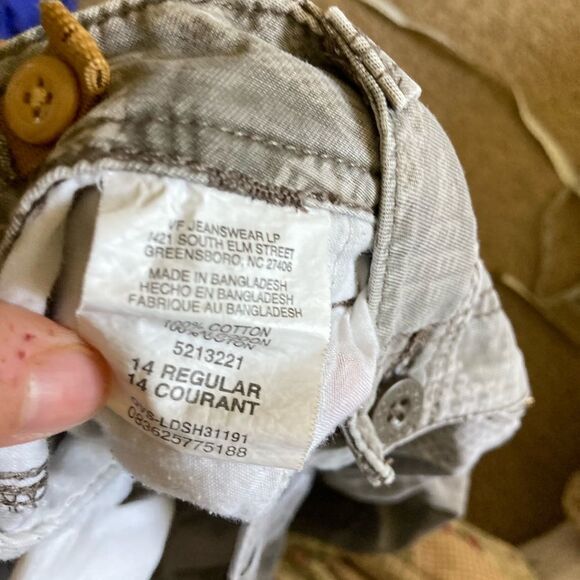 VF JEANSWEAR LP
1421 SOUTH ELM STREET
GREENSBORO, NC 27406
MADE IN BANGLADESH
HECHO EN BANGLADESH
FABRIQUE AU BANGLADESH
100% COTTON
5213221
14 REGULAR
14 COURANT
083625775188